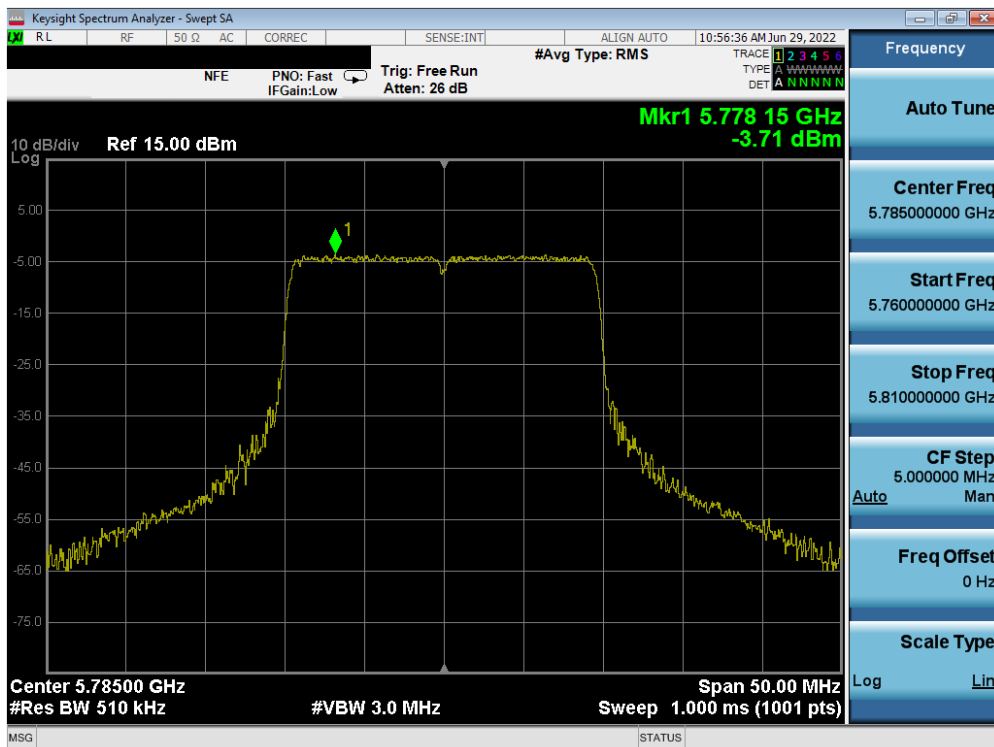 Keysight Spectrum Analyzer - Swept SA
LXI RL RF 50 Ω AC CORREC SENSE:INT ALIGN AUTO 10:56:36 AM Jun 29, 2022
#Avg Type: RMS
TRACE 1 2 3 4 5 6
TYPE A W W W W W
DET A N N N N N
NFE PNO: Fast Trig: Free Run
IFGain:Low Atten: 26 dB
Mkr1 5.778 15 GHz
-3.71 dBm
10 dB/div Ref 15.00 dBm
Log
5.00
-5.00
-15.0
-25.0
-35.0
-45.0
-55.0
-65.0
-75.0
1
Center 5.78500 GHz Span 50.00 MHz
#Res BW 510 kHz #VBW 3.0 MHz Sweep 1.000 ms (1001 pts)
MSG STATUS
Frequency
Auto Tune
Center Freq
5.785000000 GHz
Start Freq
5.760000000 GHz
Stop Freq
5.810000000 GHz
CF Step
5.000000 MHz
Auto Man
Freq Offset
0 Hz
Scale Type
Log Lin